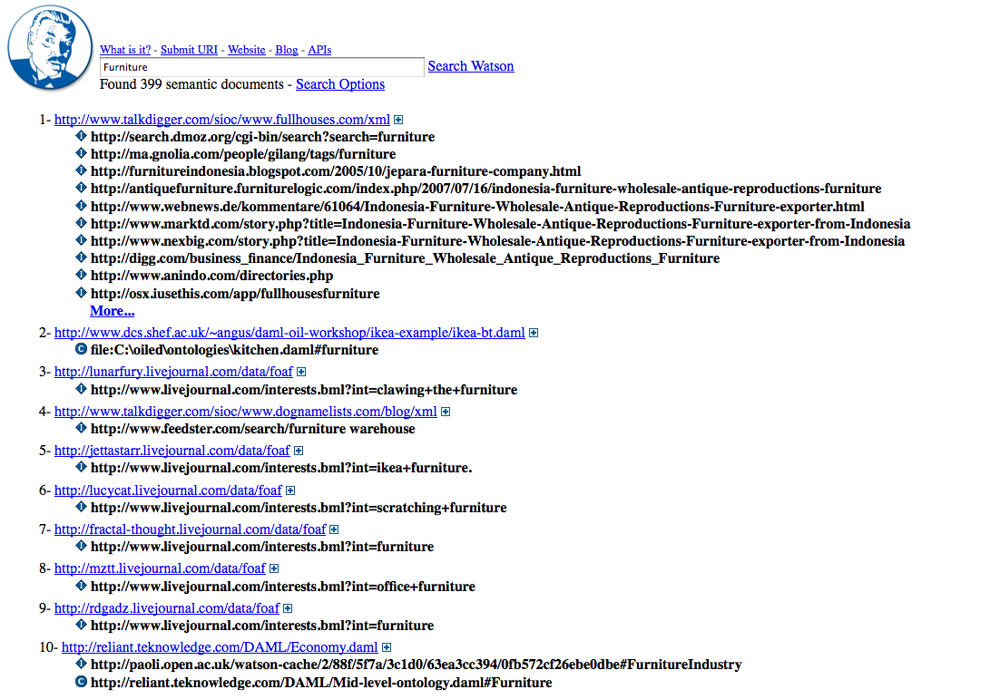 What is it? - Submit URI - Website - Blog - APIs
Furniture Search Watson
Found 399 semantic documents - Search Options
1- http://www.talkdigger.com/sioc/www.fullhouses.com/xml
I http://search.dmoz.org/cgi-bin/search?search=furniture
I http://ma.gnolia.com/people/gilang/tags/furniture
I http://furnitureindonesia.blogspot.com/2005/10/jepara-furniture-company.html
I http://antiquefurniture.furniturelogic.com/index.php/2007/07/16/indonesia-furniture-wholesale-antique-reproductions-furniture
I http://www.webnews.de/kommentare/61064/Indonesia-Furniture-Wholesale-Antique-Reproductions-Furniture-exporter.html
I http://www.marktd.com/story.php?title=Indonesia-Furniture-Wholesale-Antique-Reproductions-Furniture-exporter-from-Indonesia
I http://www.nexbig.com/story.php?title=Indonesia-Furniture-Wholesale-Antique-Reproductions-Furniture-exporter-from-Indonesia
I http://digg.com/business_finance/Indonesia_Furniture_Wholesale_Antique_Reproductions_Furniture
I http://www.anindo.com/directories.php
I http://osx.iusethis.com/app/fullhousesfurniture
More...
2- http://www.dcs.shef.ac.uk/~angus/daml-oil-workshop/ikea-example/ikea-bt.daml
C file:C:\oiled\ontologies\kitchen.daml#furniture
3- http://lunarfury.livejournal.com/data/foaf
I http://www.livejournal.com/interests.bml?int=clawing+the+furniture
4- http://www.talkdigger.com/sioc/www.dognamelists.com/blog/xml
I http://www.feedster.com/search/furniture warehouse
5- http://jettastarr.livejournal.com/data/foaf
I http://www.livejournal.com/interests.bml?int=ikea+furniture.
6- http://lucycat.livejournal.com/data/foaf
I http://www.livejournal.com/interests.bml?int=scratching+furniture
7- http://fractal-thought.livejournal.com/data/foaf
I http://www.livejournal.com/interests.bml?int=furniture
8- http://mztt.livejournal.com/data/foaf
I http://www.livejournal.com/interests.bml?int=office+furniture
9- http://rdgadz.livejournal.com/data/foaf
I http://www.livejournal.com/interests.bml?int=furniture
10- http://reliant.teknowledge.com/DAML/Economy.daml
I http://paoli.open.ac.uk/watson-cache/2/88f/5f7a/3c1d0/63ea3cc394/0fb572cf26ebe0dbe#FurnitureIndustry
C http://reliant.teknowledge.com/DAML/Mid-level-ontology.daml#Furniture